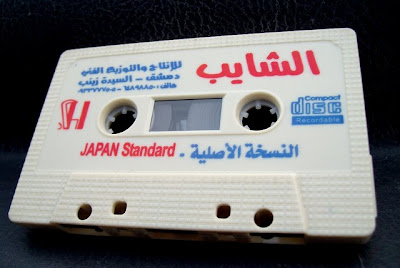 الشايب
للإنتاج والتوزيع الفني
دمشق - السيدة زينب
COMPACT
disc
Recordable
النسخة الأصلية - JAPAN Standard